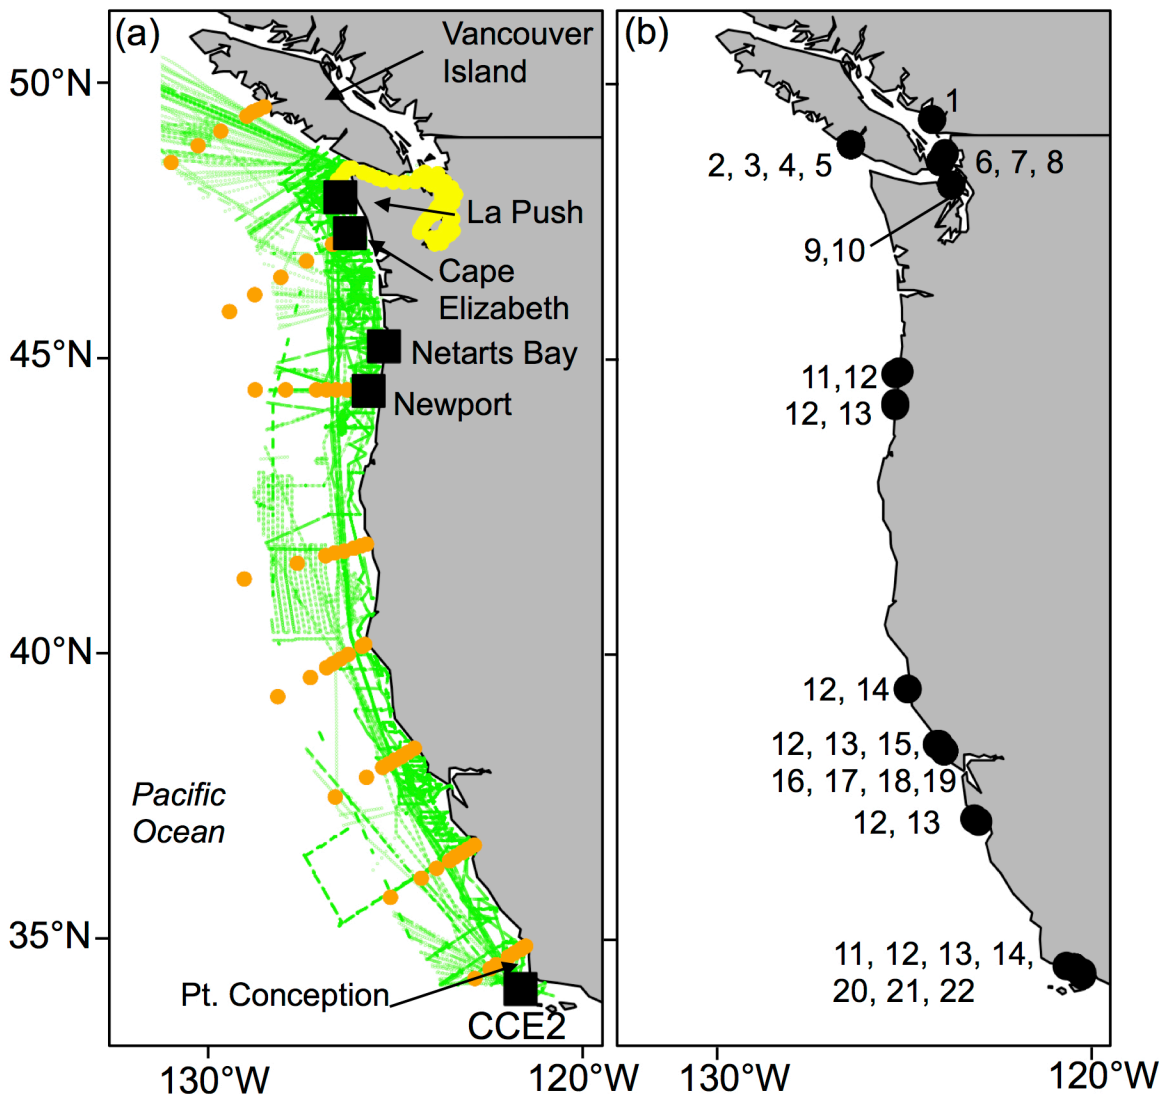 (a)
Vancouver
Island
50°N
La Push
Cape
Elizabeth
45°N
Netarts Bay
Newport
40°N
Pacific
Ocean
35°N
Pt. Conception
CCE2
130°W
120°W
(b)
1
2, 3, 4, 5
6, 7, 8
9,10
11,12
12, 13
12, 14
12, 13, 15,
16, 17, 18,19
12, 13
11, 12, 13, 14,
20, 21, 22
130°W
120°W